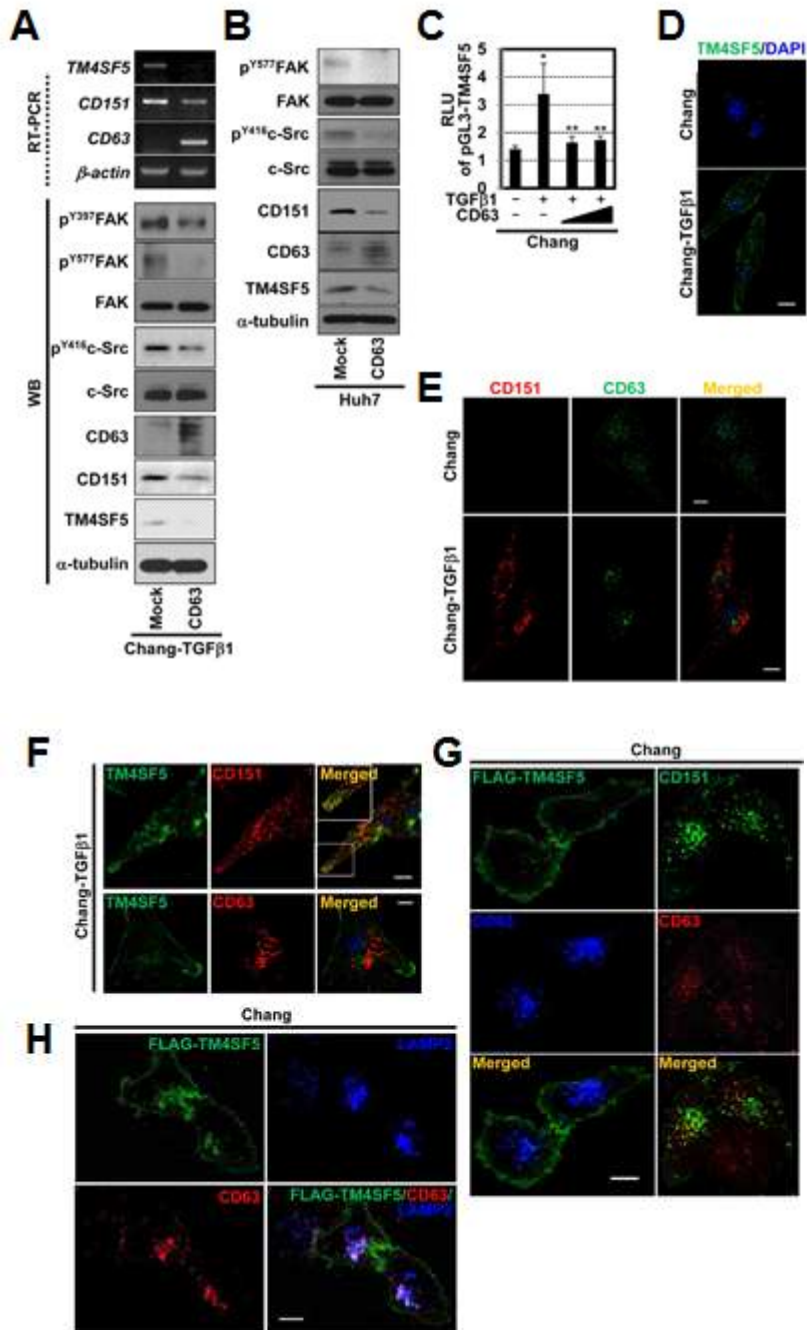 A
TM4SF5
CD151
CD63
β-actin
RT-PCR
pY397FAK
pY577FAK
FAK
pY416c-Src
c-Src
CD63
CD151
TM4SF5
α-tubulin
WB
Mock
CD63
Chang-TGFβ1
B
pY577FAK
FAK
pY416c-Src
c-Src
CD151
CD63
TM4SF5
α-tubulin
Mock
CD63
Huh7
C
RLU
of pGL3-TM4SF5
5
4
3
2
1
0
*
**
**
TGFβ1 - + + +
CD63 - -
Chang
D
TM4SF5/DAPI
Chang
Chang-TGFβ1
E
CD151 CD63 Merged
Chang
Chang-TGFβ1
F
TM4SF5 CD151 Merged
TM4SF5 CD63 Merged
Chang-TGFβ1
G
Chang
FLAG-TM4SF5 CD151
CD63 CD63
Merged Merged
H
Chang
FLAG-TM4SF5 LAMP2
CD63 FLAG-TM4SF5/CD63/
LAMP2